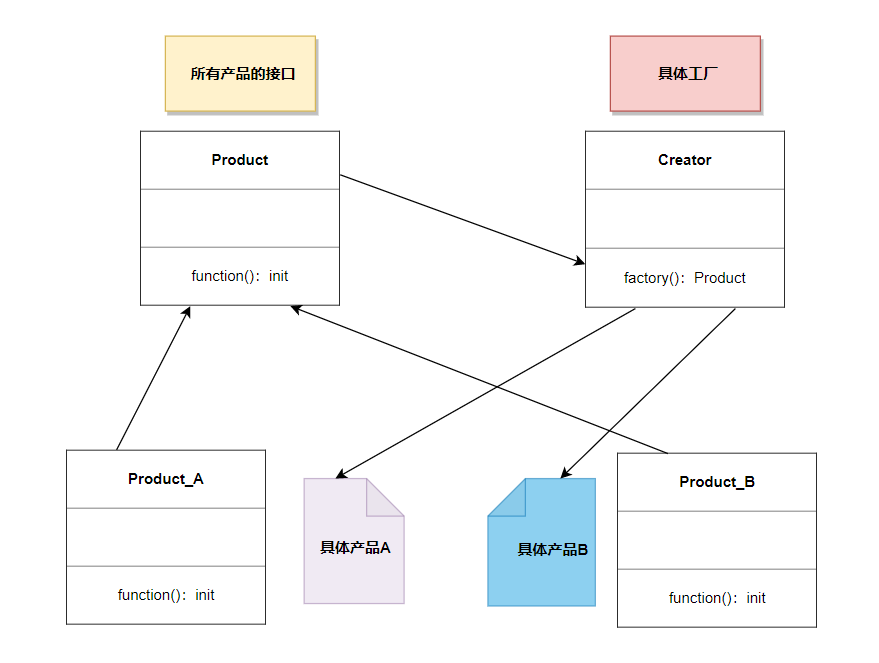 所有产品的接口
具体工厂
Product
function()：init
Creator
factory()：Product
Product_A
function()：init
具体产品A
具体产品B
Product_B
function()：init